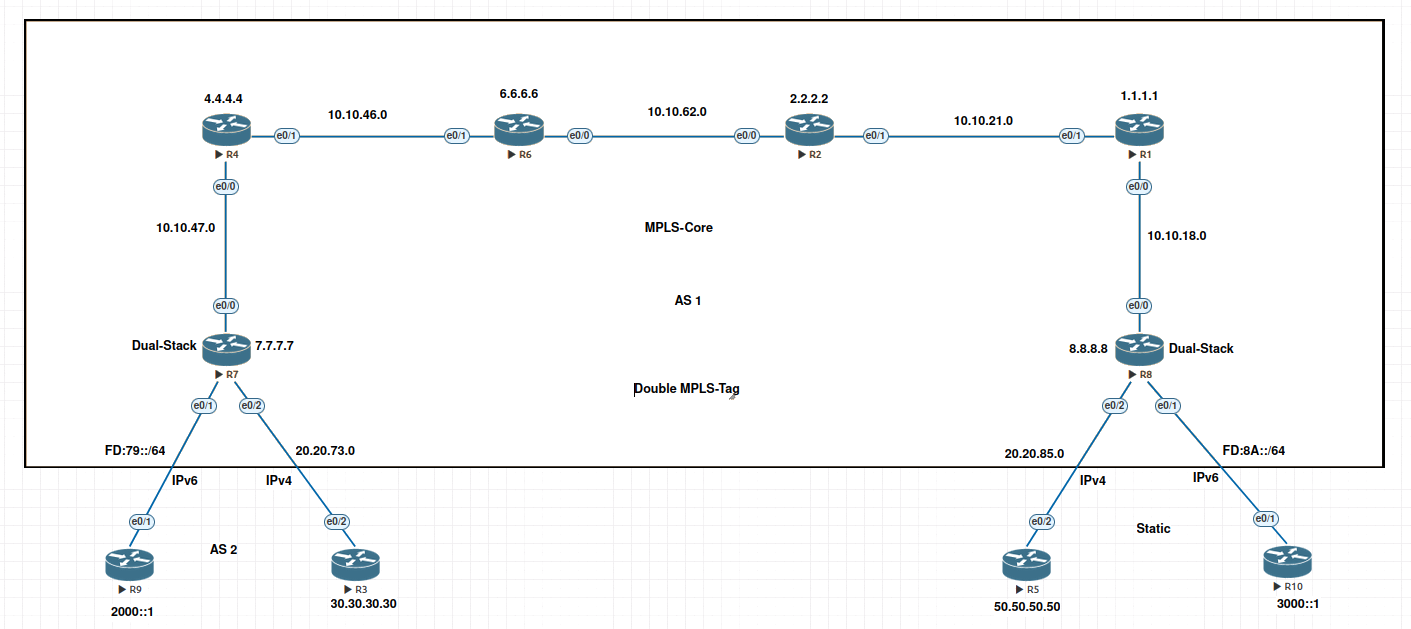 4.4.4.4
6.6.6.6
2.2.2.2
1.1.1.1
10.10.46.0
10.10.62.0
10.10.21.0
e0/1
e0/1
e0/0
e0/0
e0/1
e0/1
R4
R6
R2
R1
e0/0
e0/0
10.10.47.0
MPLS-Core
10.10.18.0
AS 1
e0/0
e0/0
Dual-Stack
7.7.7.7
8.8.8.8
Dual-Stack
R7
R8
Double MPLS-Tag
e0/1
e0/2
e0/2
e0/1
FD:79::/64
20.20.73.0
20.20.85.0
FD:8A::/64
IPv6
IPv4
IPv4
IPv6
e0/1
e0/2
e0/2
e0/1
Static
AS 2
R9
R3
R5
R10
2000::1
30.30.30.30
50.50.50.50
3000::1